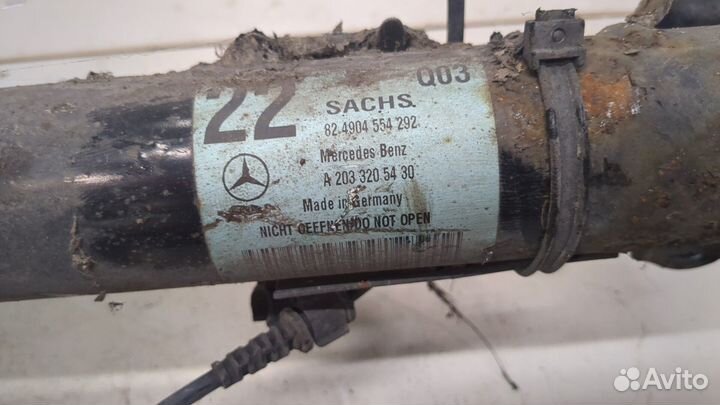 22
Q03
SACHS
82.4904 554 292
Mercedes Benz
A 203 320 54 30
Made in Germany
NICHT OEFFNEN/DO NOT OPEN
Avito